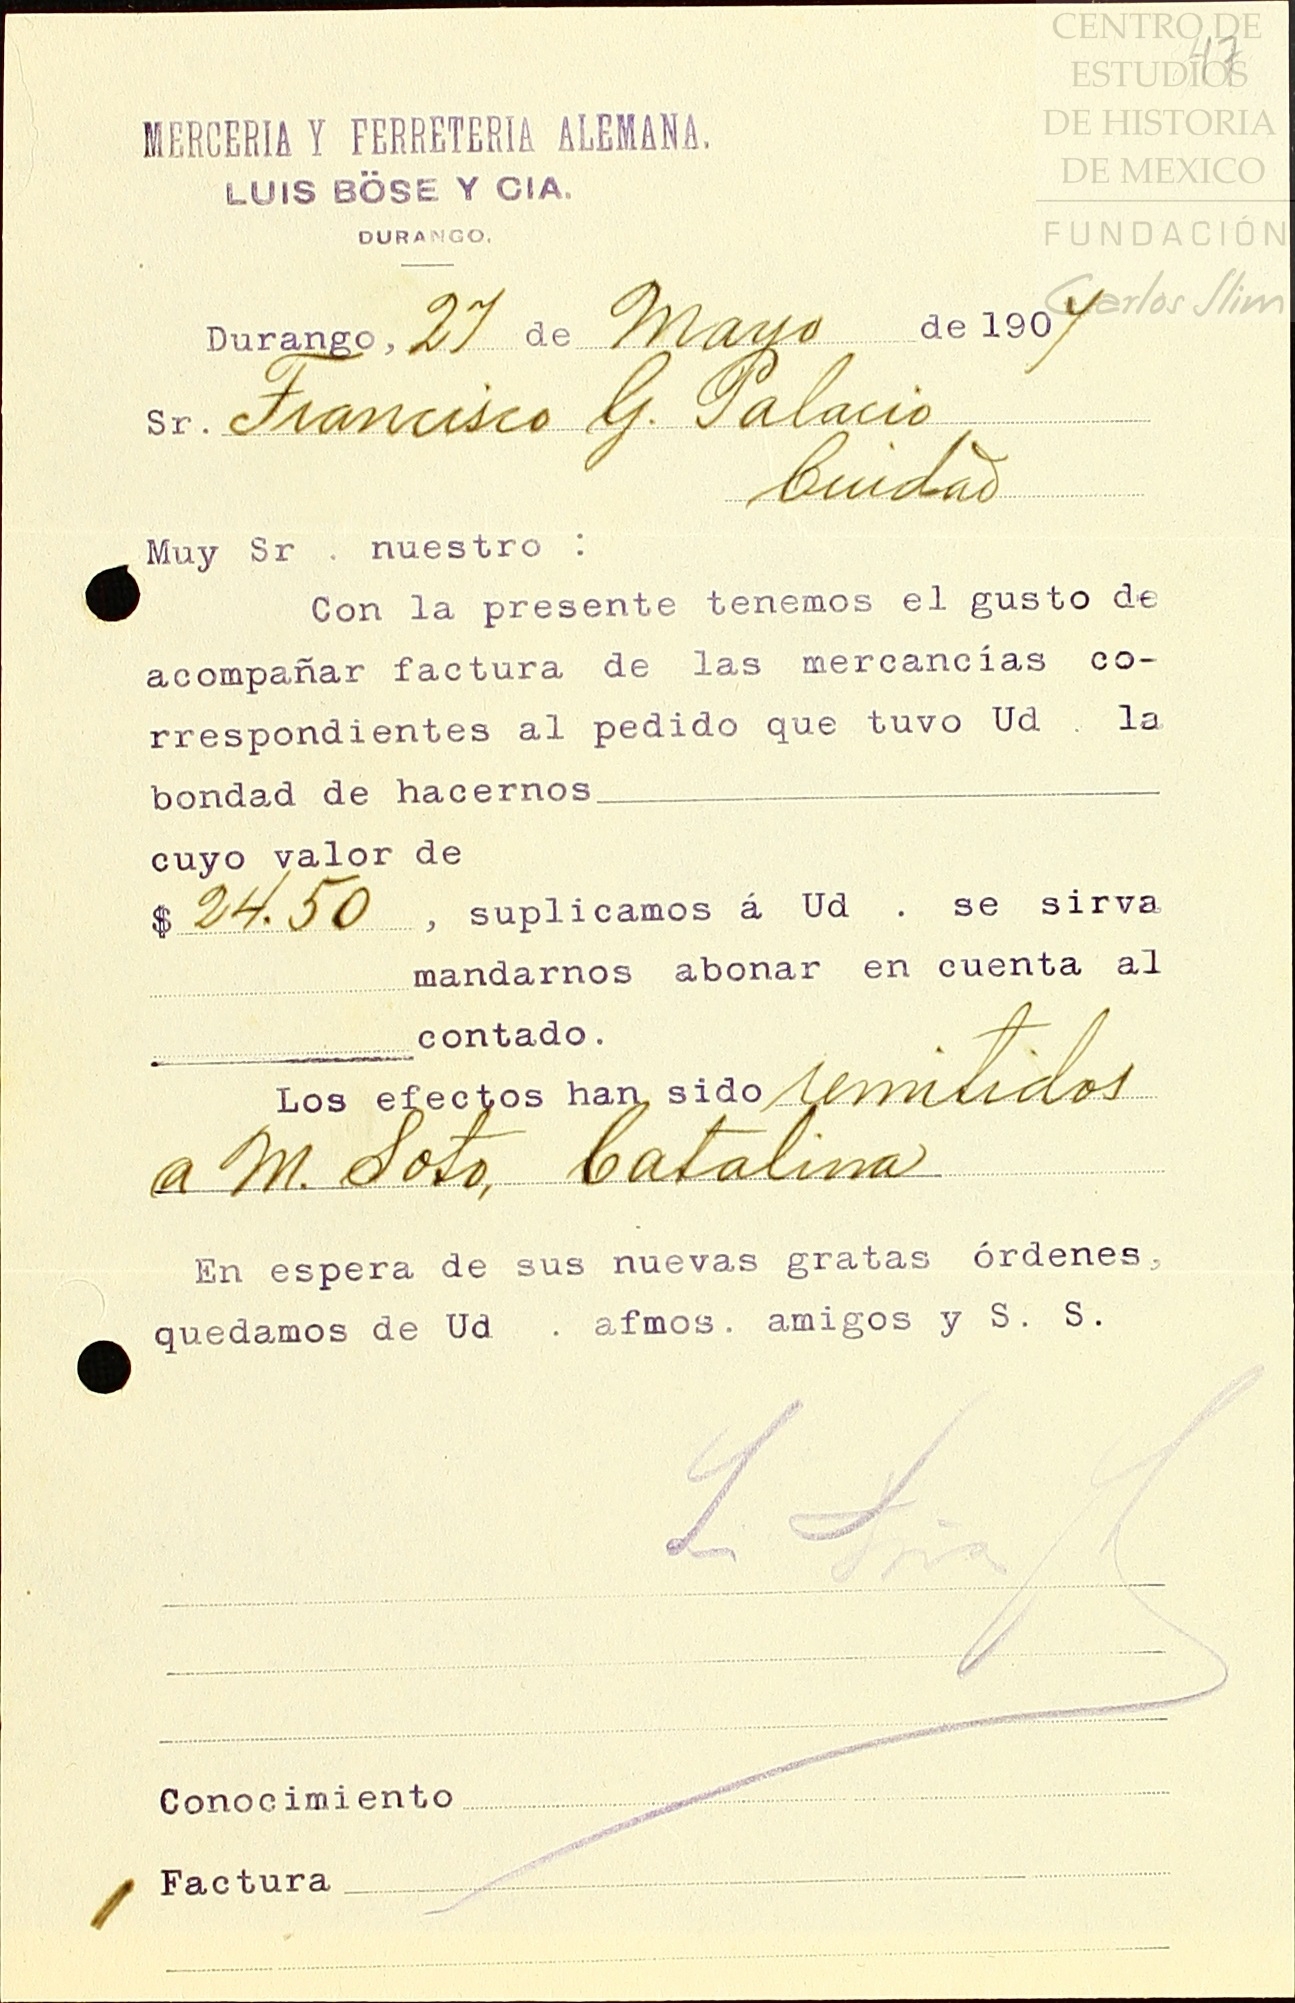 CENTRO DE
ESTUDIOS
DE HISTORIA
DE MEXICO
FUNDACIÓN
Carlos Slim
47
MERCERIA Y FERRETERIA ALEMANA.
LUIS BÖSE Y CIA.
DURANGO.
Durango, 27 de Mayo de 1907
Sr. Francisco G. Palacio
Ciudad
Muy Sr . nuestro :
Con la presente tenemos el gusto de
acompañar factura de las mercancías co-
rrespondientes al pedido que tuvo Ud . la
bondad de hacernos
cuyo valor de
$ 24.50 , suplicamos á Ud . se sirva
mandarnos abonar en cuenta al
contado.
Los efectos han sido remitidos
a M. Soto, Catalina
En espera de sus nuevas gratas órdenes,
quedamos de Ud . afmos. amigos y S. S.
Conocimiento
Factura